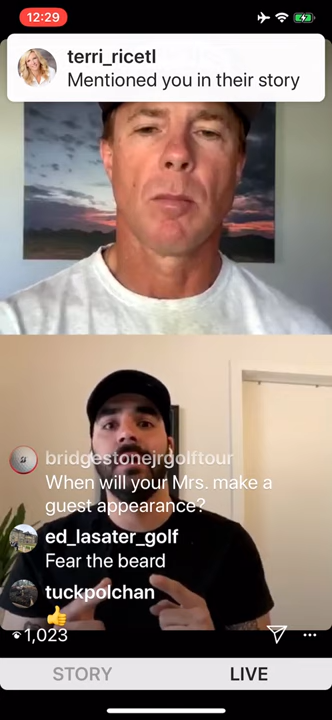 12:29
terri_ricetl
Mentioned you in their story
bridgestonejrgolftour
When will your Mrs. make a
guest appearance?
ed_lasater_golf
Fear the beard
tuckpolchan
👍
1,023
STORY
LIVE